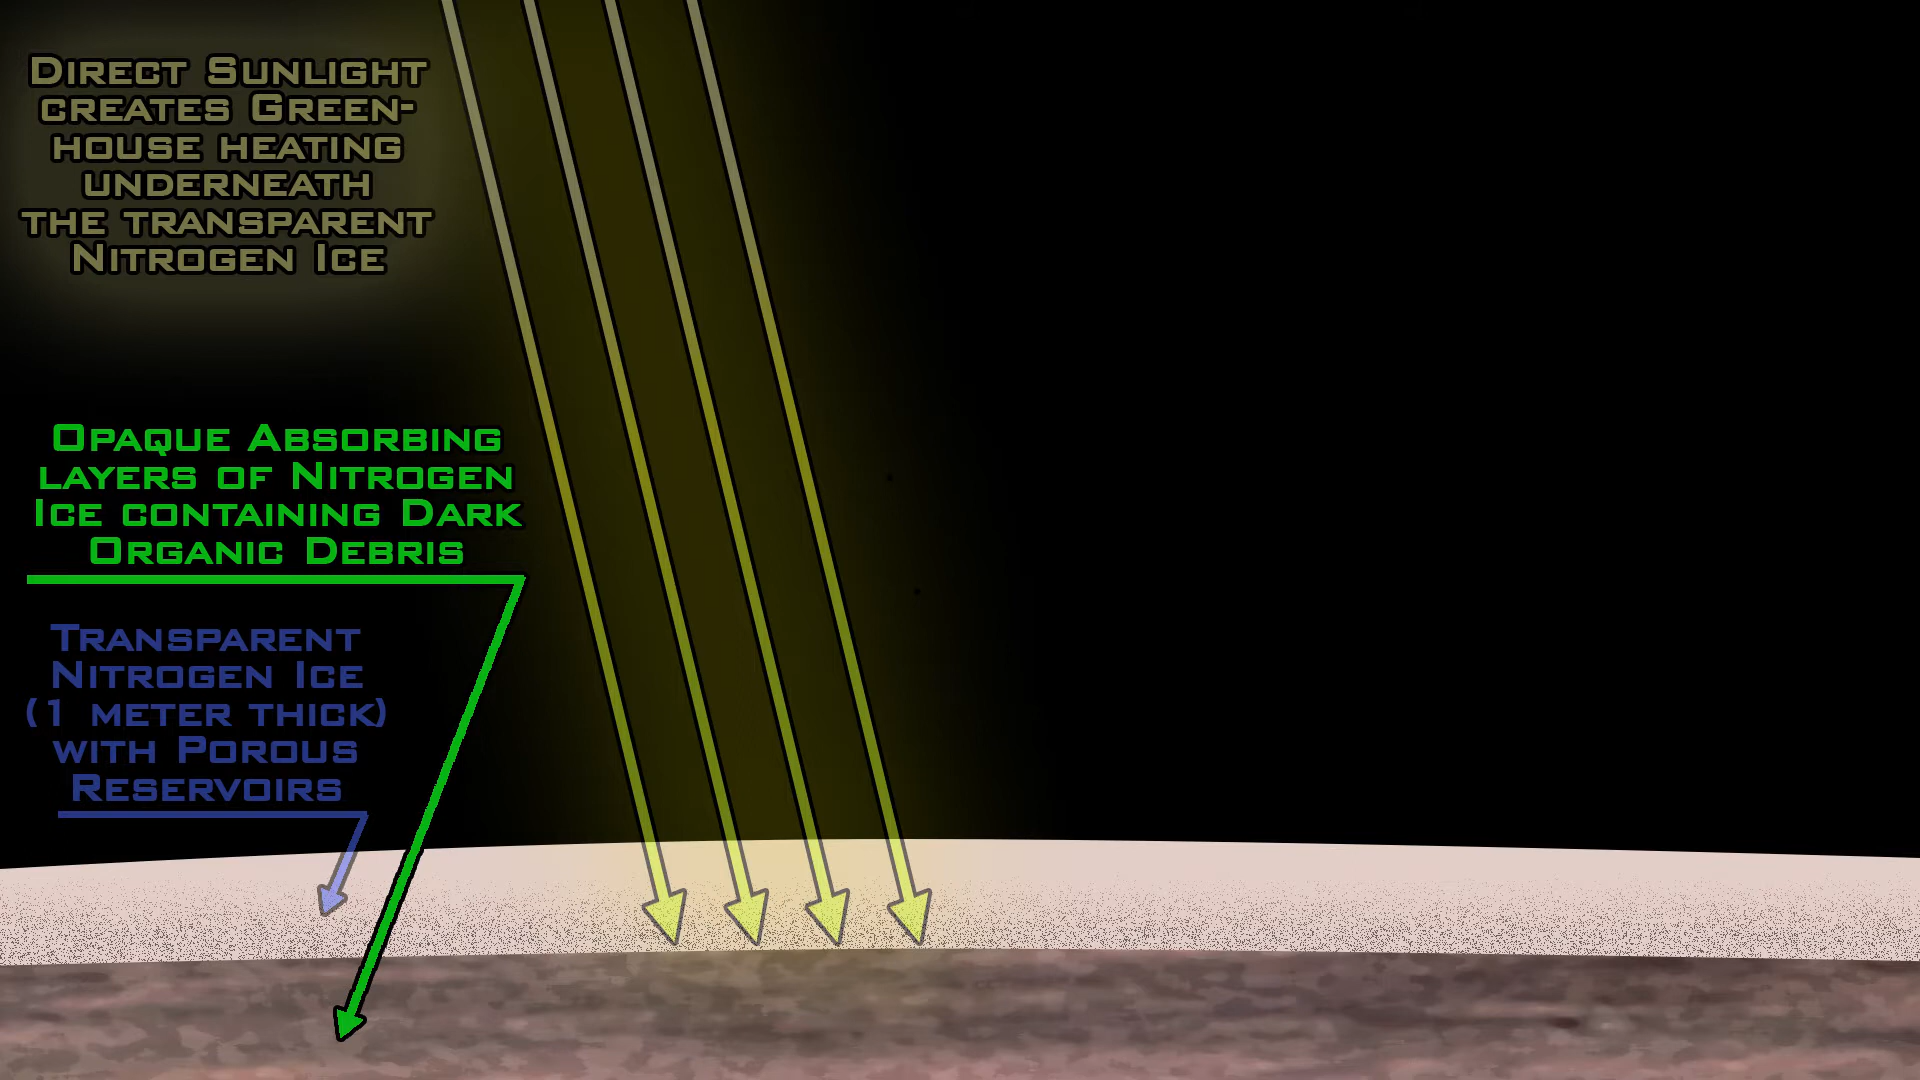 Direct Sunlight
creates Green-
house heating
underneath
the transparent
Nitrogen Ice
Opaque Absorbing
layers of Nitrogen
Ice containing Dark
Organic Debris
Transparent
Nitrogen Ice
(1 meter thick)
with Porous
Reservoirs